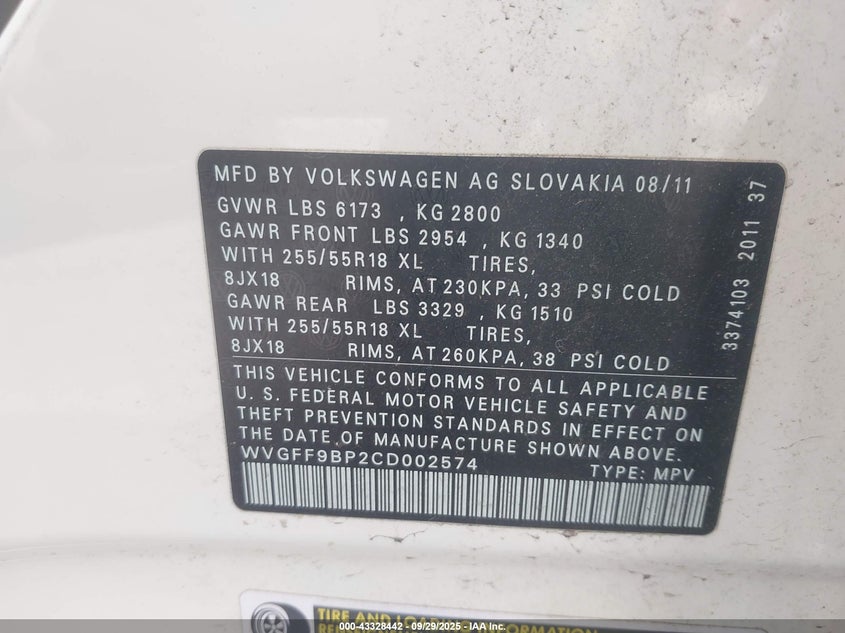 MFD BY VOLKSWAGEN AG SLOVAKIA 08/11
GVWR LBS 6173 , KG 2800
GAWR FRONT LBS 2954 , KG 1340
WITH 255/55R18 XL TIRES,
8JX18 RIMS, AT 230KPA, 33 PSI COLD
GAWR REAR LBS 3329 , KG 1510
WITH 255/55R18 XL TIRES,
8JX18 RIMS, AT 260KPA, 38 PSI COLD
THIS VEHICLE CONFORMS TO ALL APPLICABLE
U. S. FEDERAL MOTOR VEHICLE SAFETY AND
THEFT PREVENTION STANDARDS IN EFFECT ON
THE DATE OF MANUFACTURE SHOWN ABOVE.
WVGFF9BP2CD002574
TYPE: MPV
3374103 2011 37
TIRE AND
INFORMATION
000-43328442 - 09/29/2025 - IAA Inc.